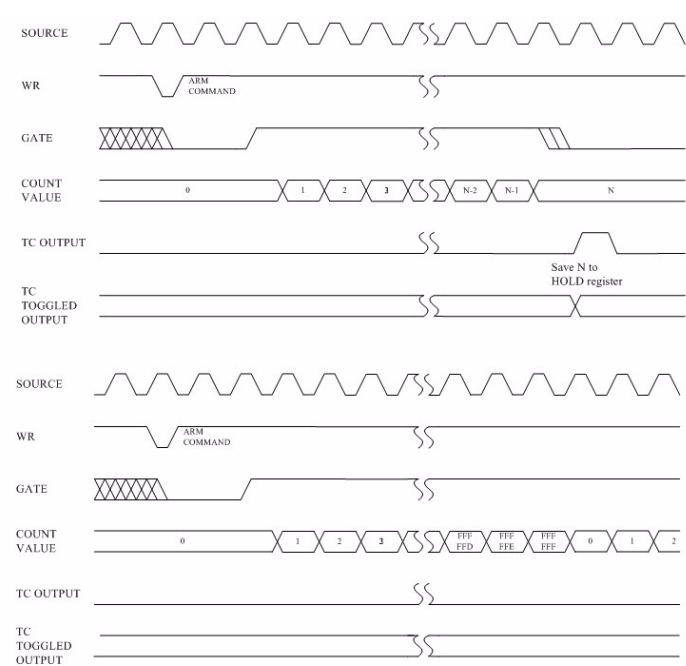 SOURCE
WR
ARM
COMMAND
GATE
COUNT
VALUE
0
1
2
3
N-2
N-1
N
TC OUTPUT
Save N to
HOLD register
TC
TOGGLED
OUTPUT
SOURCE
WR
ARM
COMMAND
GATE
COUNT
VALUE
0
1
2
3
FFF
FFD
FFF
FFE
FFF
FFF
0
1
2
TC OUTPUT
TC
TOGGLED
OUTPUT